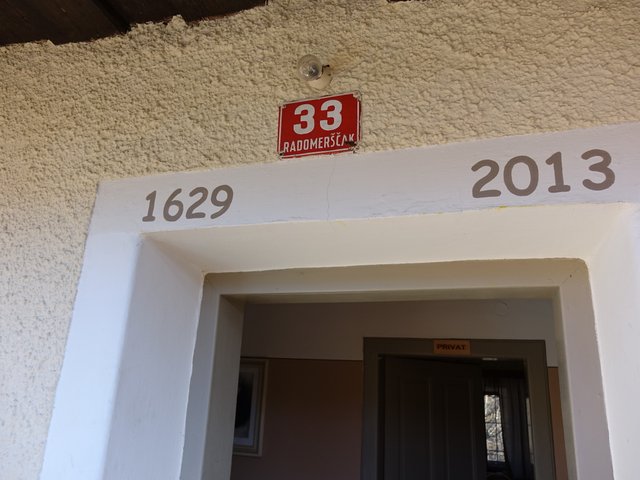 33
RADOMERŠČAK
1629
2013
PRIVAT